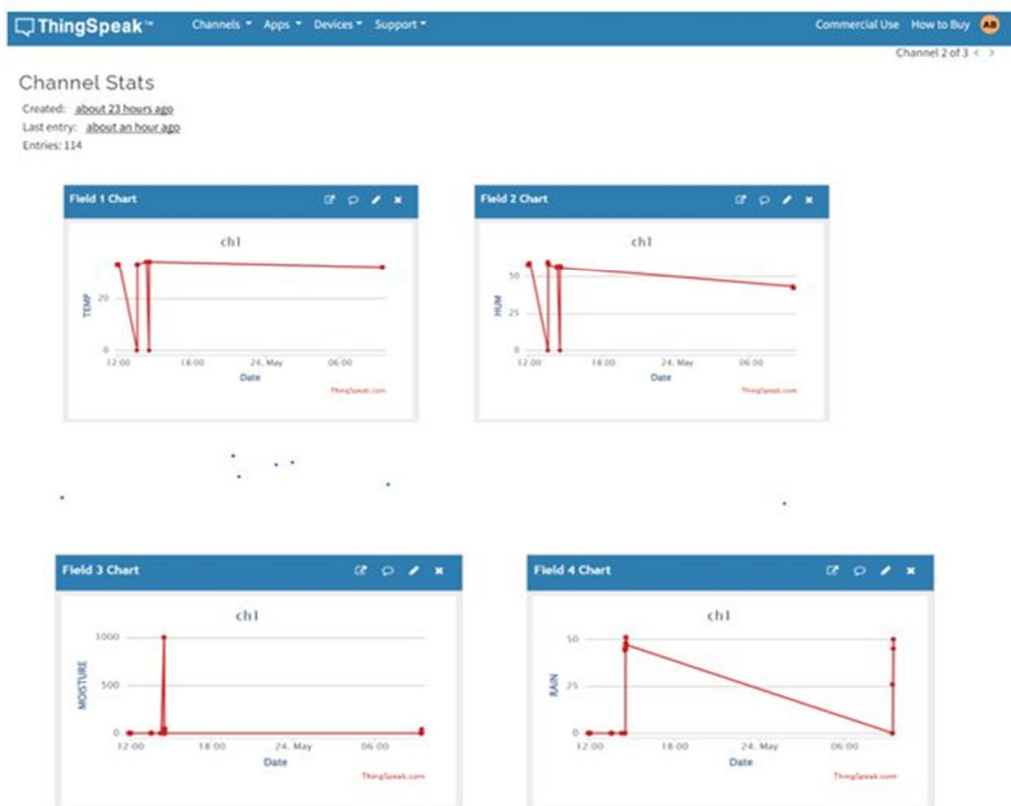 ThingSpeak™ Channels Apps Devices Support Commercial Use How to Buy AB
Channel 2 of 3 < >
Channel Stats
Created: about 23 hours ago
Last entry: about an hour ago
Entries: 114
Field 1 Chart
ch1
TEMP
20
0
12:00 18:00 24. May 06:00
Date
ThingSpeak.com
Field 2 Chart
ch1
HUM
50
25
0
12:00 18:00 24. May 06:00
Date
ThingSpeak.com
Field 3 Chart
ch1
MOISTURE
1000
500
0
12:00 18:00 24. May 06:00
Date
ThingSpeak.com
Field 4 Chart
ch1
RAIN
50
25
0
12:00 18:00 24. May 06:00
Date
ThingSpeak.com